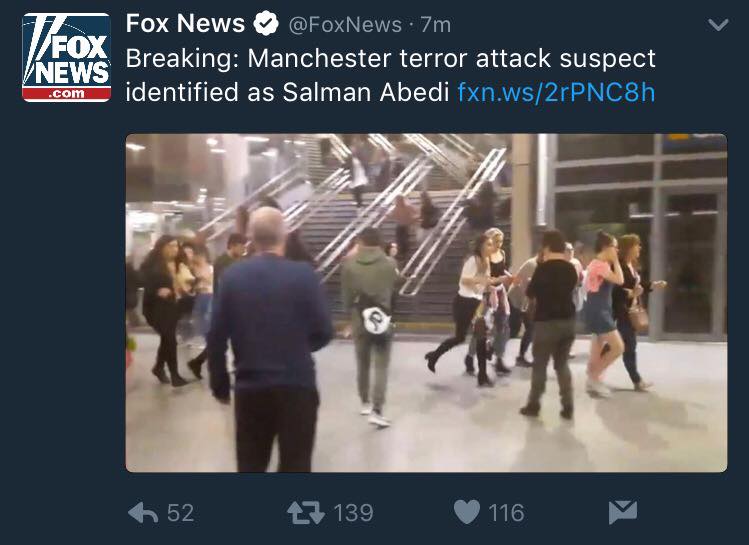 FOX
NEWS
.com
Fox News @FoxNews · 7m
Breaking: Manchester terror attack suspect
identified as Salman Abedi fxn.ws/2rPNC8h
52 139 116